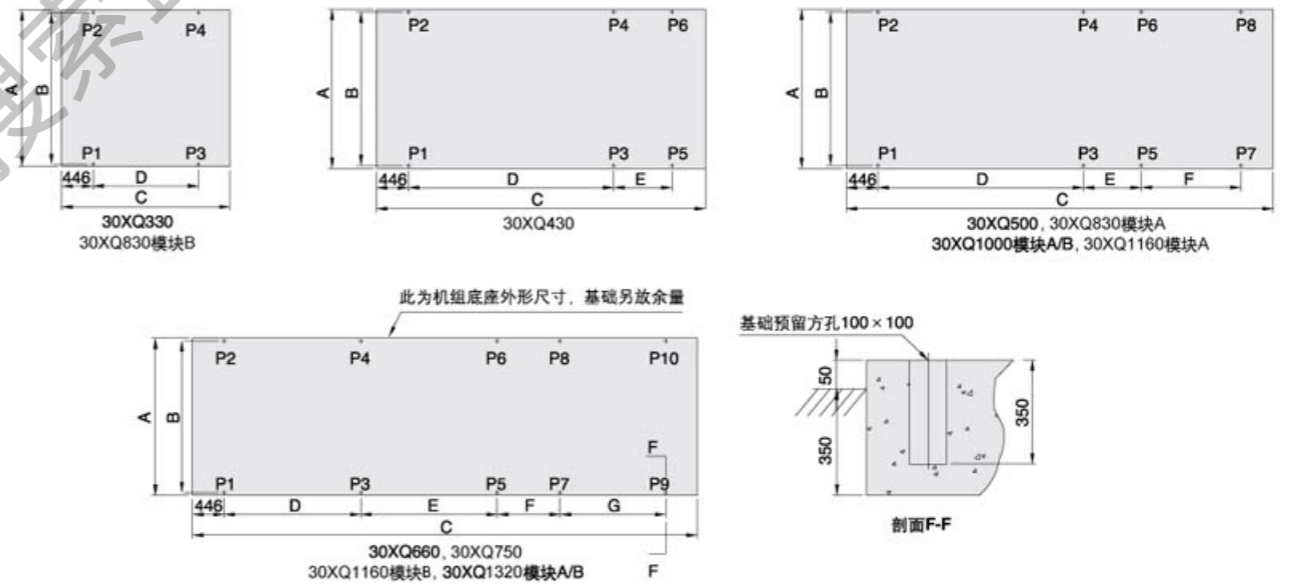 P2 P4
A B
P1 P3
446 D
C
30XQ330
30XQ830模块B
P2 P4 P6
A B
P1 P3 P5
446 D E
C
30XQ430
P2 P4 P6 P8
A B
P1 P3 P5 P7
446 D E F
C
30XQ500, 30XQ830模块A
30XQ1000模块A/B, 30XQ1160模块A
此为机组底座外形尺寸，基础另放余量
P2 P4 P6 P8 P10
A B
F
P1 P3 P5 P7 P9
446 D E F G
C
30XQ660, 30XQ750
30XQ1160模块B, 30XQ1320模块A/B
F
基础预留方孔100×100
50
350
350
剖面F-F
搜索